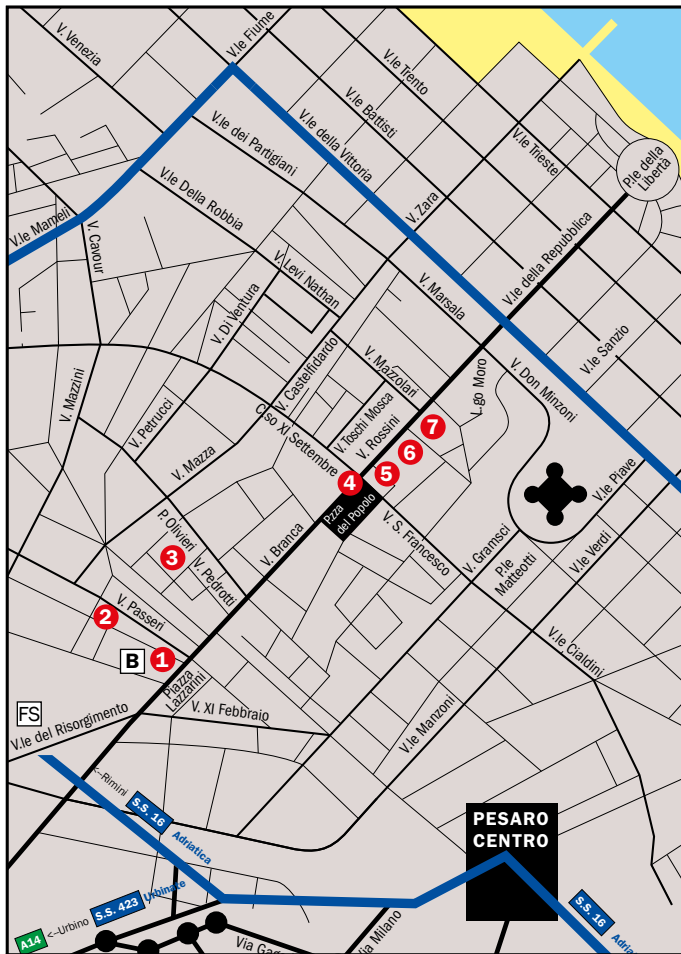 V. Venezia
V.le Fiume
V.le Trento
V.le Battisti
V.le della Vittoria
V.le dei Partigiani
V.le Trieste
P.le della
Libertà
V.le Della Robbia
V.le Mameli
V. Cavour
V. Zara
V.le della Repubblica
V. Levi Nathan
V. Marsala
V. Di Ventura
V.le Sanzio
V. Castelfidardo
V. Mazzolari
L.go Moro
V. Don Minzoni
V. Mazzini
V. Petrucci
C/so XI Settembre
V. Toschi Mosca
V. Rossini
7
V. Mazza
6
5
4
P.zza
del Popolo
V.le Piave
P. Olivieri
V. Branca
V. S. Francesco
V. Gramsci
P.le
Matteotti
V.le Verdi
3
V. Pedrotti
V. Passeri
2
B
1
Piazza
Lazzarini
V.le Cialdini
FS
V.le del Risorgimento
V. XI Febbraio
V.le Manzoni
<--Rimini
S.S. 16
Adriatica
PESARO
CENTRO
A14
<--Urbino
S.S. 423
Urbinate
Via Gag
Via Milano
S.S. 16
Adria